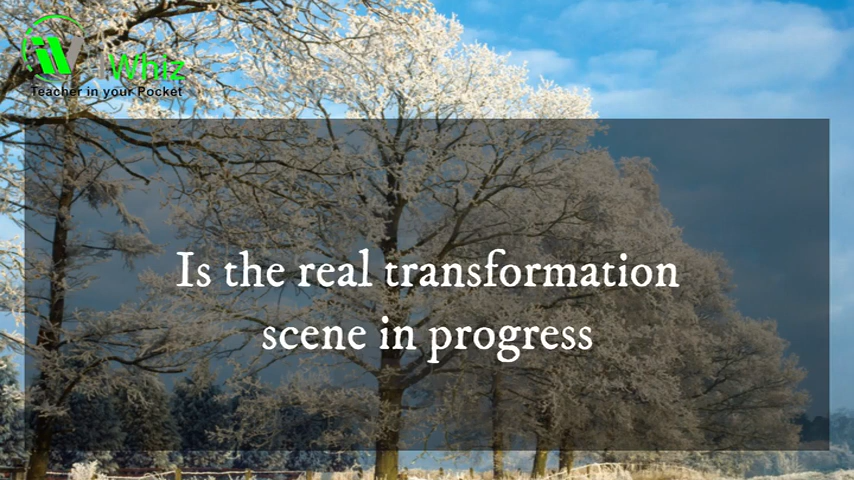 Whiz
Teacher in your Pocket
Is the real transformation
scene in progress